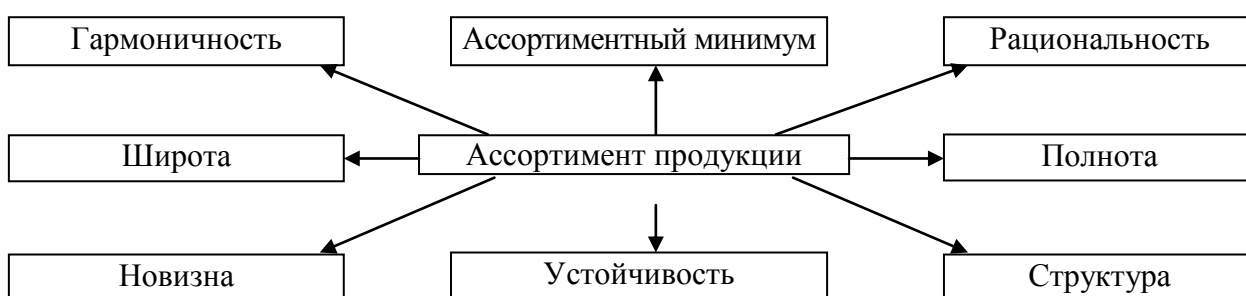 Гармоничность
Ассортиментный минимум
Рациональность
Широта
Ассортимент продукции
Полнота
Новизна
Устойчивость
Структура